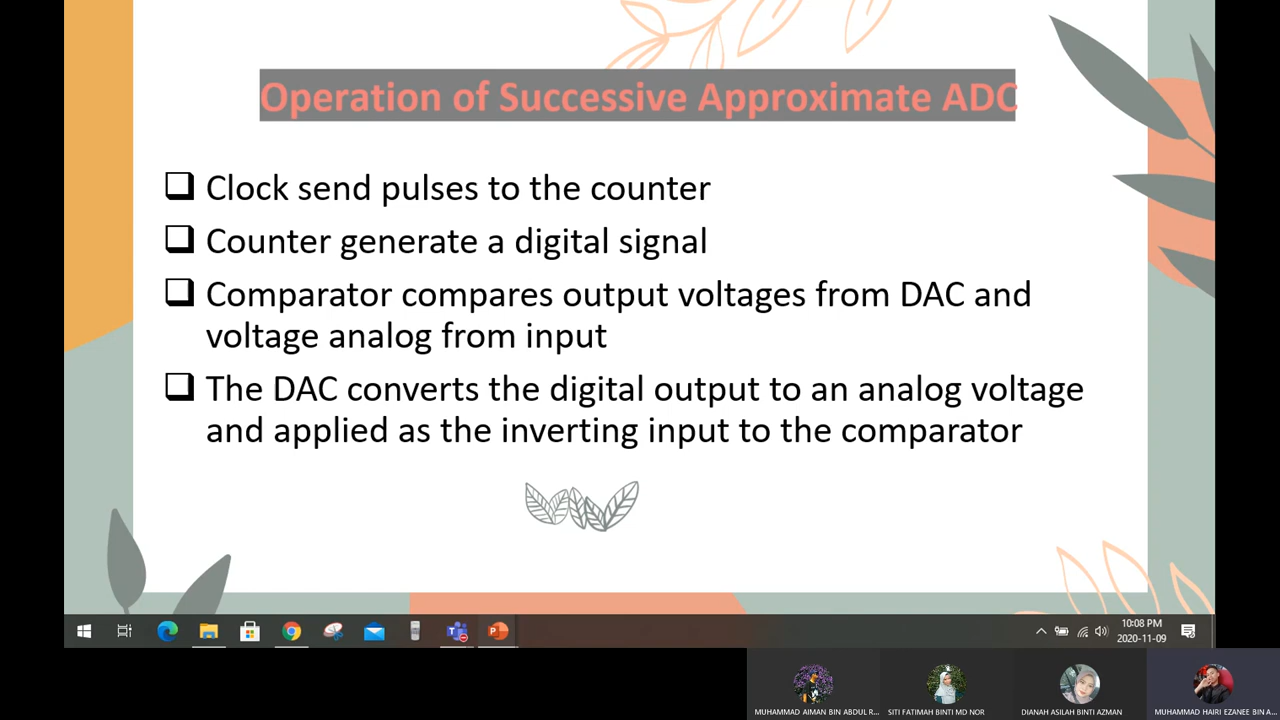 Operation of Successive Approximate ADC
Clock send pulses to the counter
Counter generate a digital signal
Comparator compares output voltages from DAC and
voltage analog from input
The DAC converts the digital output to an analog voltage
and applied as the inverting input to the comparator
10:08 PM
2020-11-09
MUHAMMAD AIMAN BIN ABDUL R...
SITI FATIMAH BINTI MD NOR
DIANAH ASILAH BINTI AZMAN
MUHAMMAD HAIRI EZANEE BIN A...